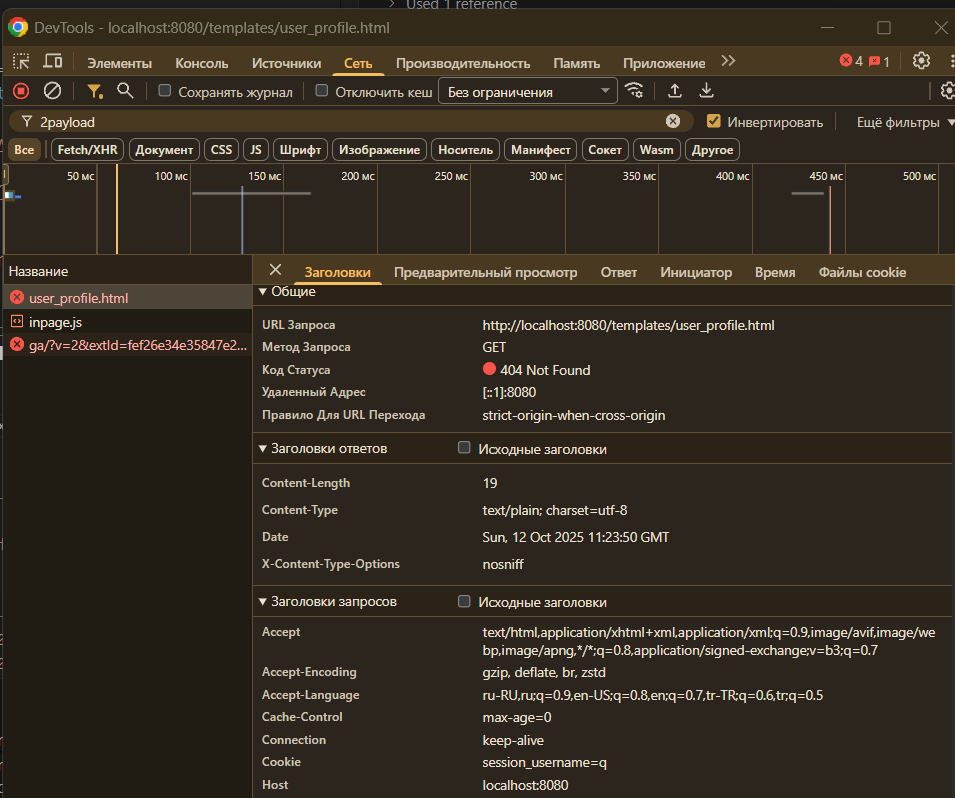 Used 1 reference
DevTools - localhost:8080/templates/user_profile.html
Элементы Консоль Источники Сеть Производительность Память Приложение 4 1
Сохранять журнал Отключить кеш Без ограничения
2payload Инвертировать Ещё фильтры
Все Fetch/XHR Документ CSS JS Шрифт Изображение Носитель Манифест Сокет Wasm Другое
50 мс 100 мс 150 мс 200 мс 250 мс 300 мс 350 мс 400 мс 450 мс 500 мс
Название
user_profile.html
inpage.js
ga/?v=2&extId=fef26e34e35847e2...
Заголовки Предварительный просмотр Ответ Инициатор Время Файлы cookie
Общие
URL Запроса http://localhost:8080/templates/user_profile.html
Метод Запроса GET
Код Статуса 404 Not Found
Удаленный Адрес [::1]:8080
Правило Для URL Перехода strict-origin-when-cross-origin
Заголовки ответов Исходные заголовки
Content-Length 19
Content-Type text/plain; charset=utf-8
Date Sun, 12 Oct 2025 11:23:50 GMT
X-Content-Type-Options nosniff
Заголовки запросов Исходные заголовки
Accept text/html,application/xhtml+xml,application/xml;q=0.9,image/avif,image/we
bp,image/apng,*/*;q=0.8,application/signed-exchange;v=b3;q=0.7
Accept-Encoding gzip, deflate, br, zstd
Accept-Language ru-RU,ru;q=0.9,en-US;q=0.8,en;q=0.7,tr-TR;q=0.6,tr;q=0.5
Cache-Control max-age=0
Connection keep-alive
Cookie session_username=q
Host localhost:8080